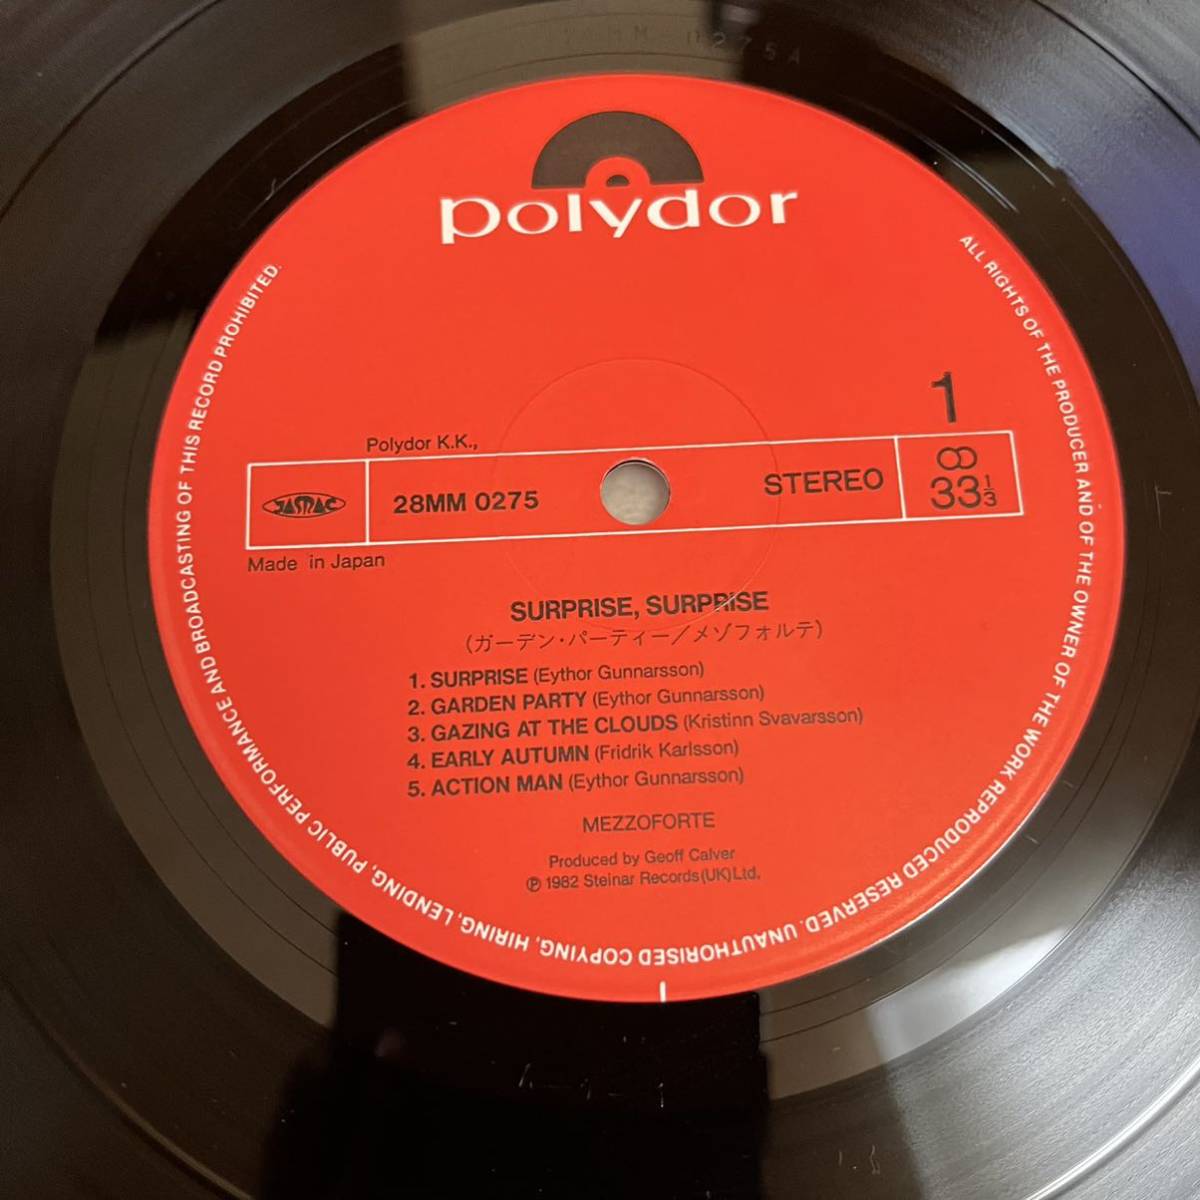 0275A
polydor
1
Polydor K.K.,
JASRAC
28MM 0275
STEREO
∞
33 1/3
Made in Japan
SURPRISE, SURPRISE
(ガーデン・パーティー/メゾフォルテ)
1. SURPRISE (Eythor Gunnarsson)
2. GARDEN PARTY (Eythor Gunnarsson)
3. GAZING AT THE CLOUDS (Kristinn Svavarsson)
4. EARLY AUTUMN (Fridrik Karlsson)
5. ACTION MAN (Eythor Gunnarsson)
MEZZOFORTE
Produced by Geoff Calver
℗ 1982 Steinar Records(UK)Ltd.
ALL RIGHTS OF THE PRODUCER AND OF THE OWNER OF THE WORK REPRODUCED RESERVED. UNAUTHORISED COPYING, HIRING, LENDING, PUBLIC PERFORMANCE AND BROADCASTING OF THIS RECORD PROHIBITED.